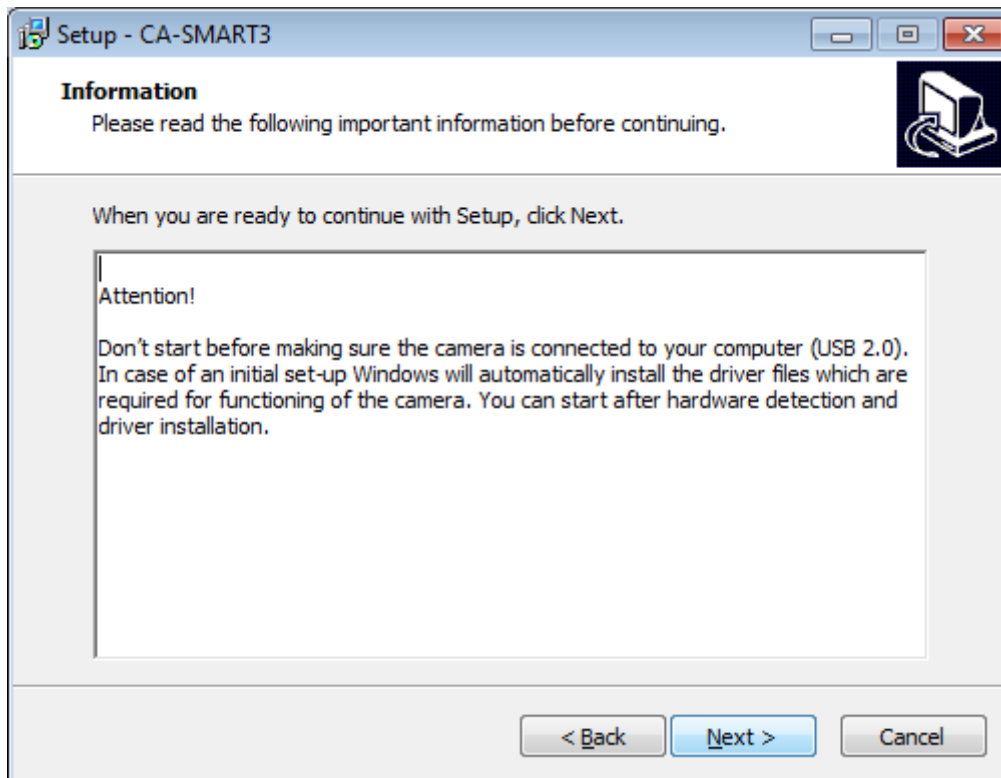 Setup - CA-SMART3
Information
Please read the following important information before continuing.
When you are ready to continue with Setup, click Next.
Attention!
Don't start before making sure the camera is connected to your computer (USB 2.0).
In case of an initial set-up Windows will automatically install the driver files which are
required for functioning of the camera. You can start after hardware detection and
driver installation.
< Back
Next >
Cancel